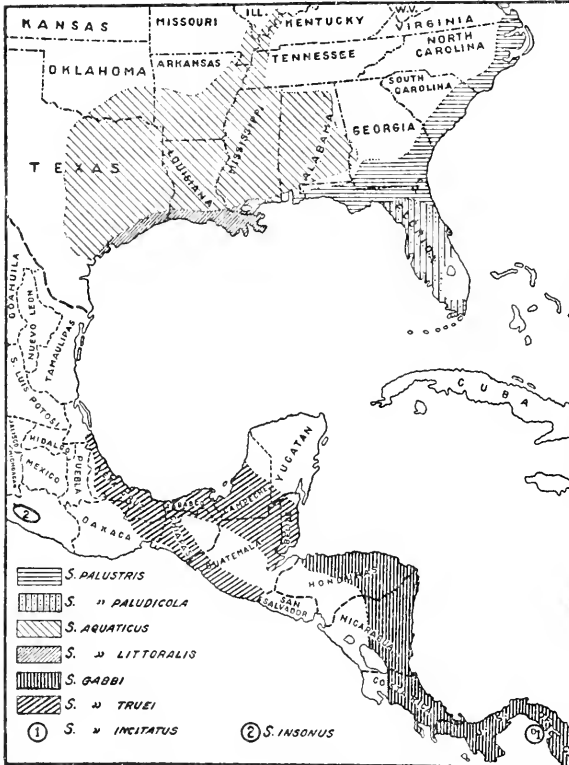 KANSAS
MISSOURI
ILL.
KENTUCKY
W.V.
VIRGINIA
OKLAHOMA
ARKANSAS
TENNESSEE
NORTH
CAROLINA
SOUTH
CAROLINA
GEORGIA
TEXAS
LOUISIANA
MISSISSIPPI
ALABAMA
COAHUILA
NUEVO LEON
TAMAULIPAS
S. LUIS POTOSI
HIDALGO
MEXICO
PUEBLA
OAXACA
2
YUCATAN
CAMPECHE
TABASCO
GUATEMALA
CUBA
HONDURAS
SAN
SALVADOR
NICARAGUA
S. PALUSTRIS
S. " PALUDICOLA
S. AQUATICUS
S. " LITTORALIS
S. GABBI
S. " TRUEI
1 S. " INCITATUS
2 S. INSONUS